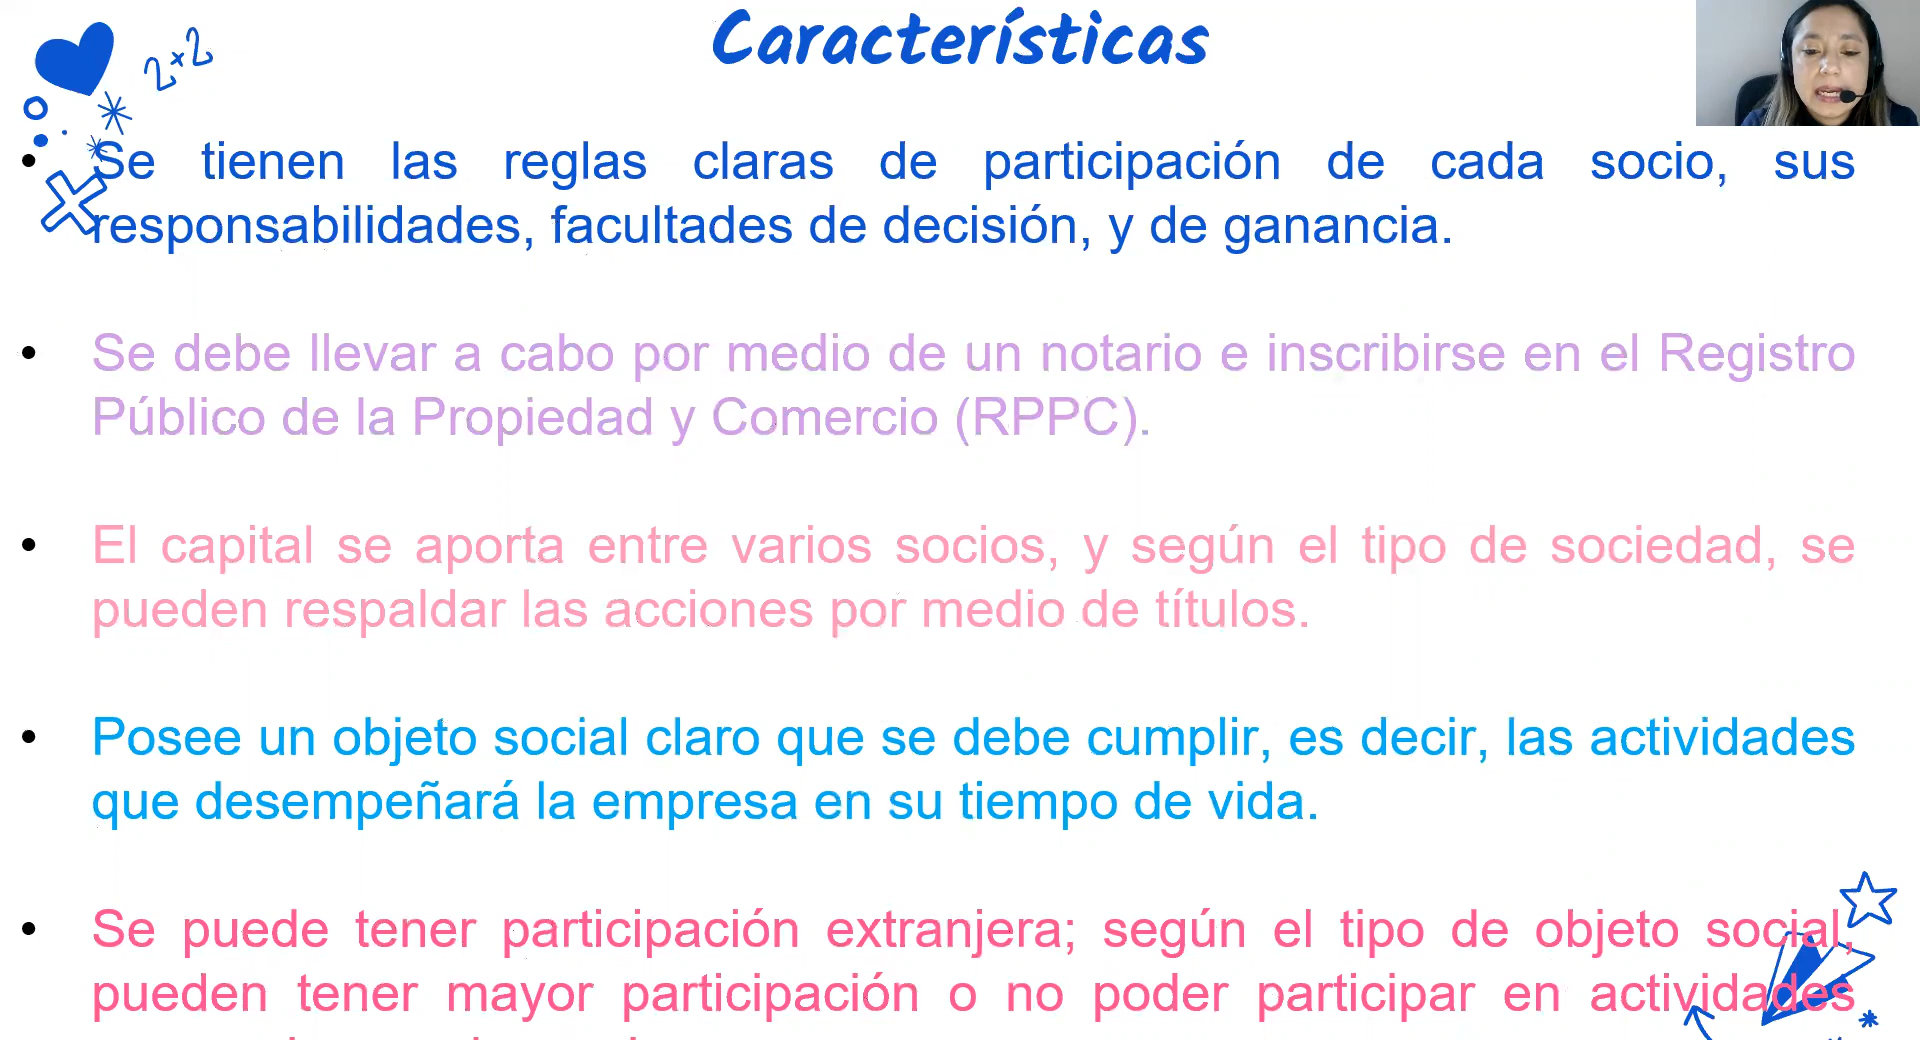 Características
2x2
• Se tienen las reglas claras de participación de cada socio, sus
responsabilidades, facultades de decisión, y de ganancia.
• Se debe llevar a cabo por medio de un notario e inscribirse en el Registro
Público de la Propiedad y Comercio (RPPC).
• El capital se aporta entre varios socios, y según el tipo de sociedad, se
pueden respaldar las acciones por medio de títulos.
• Posee un objeto social claro que se debe cumplir, es decir, las actividades
que desempeñará la empresa en su tiempo de vida.
• Se puede tener participación extranjera; según el tipo de objeto social,
pueden tener mayor participación o no poder participar en actividades